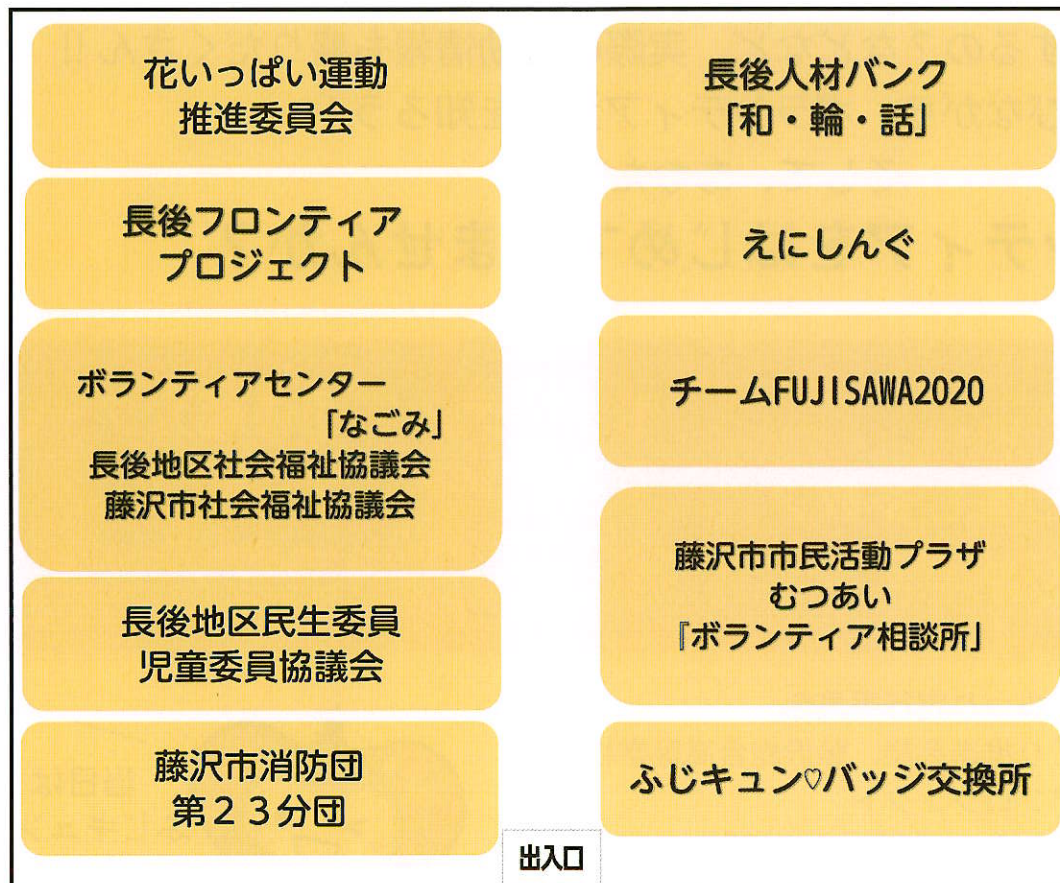 花いっぱい運動
推進委員会
長後フロンティア
プロジェクト
ボランティアセンター
「なごみ」
長後地区社会福祉協議会
藤沢市社会福祉協議会
長後地区民生委員
児童委員協議会
藤沢市消防団
第２３分団
長後人材バンク
「和・輪・話」
えにしんぐ
チームFUJISAWA2020
藤沢市市民活動プラザ
むつあい
『ボランティア相談所」
ふじキュン♡バッジ交換所
出入口